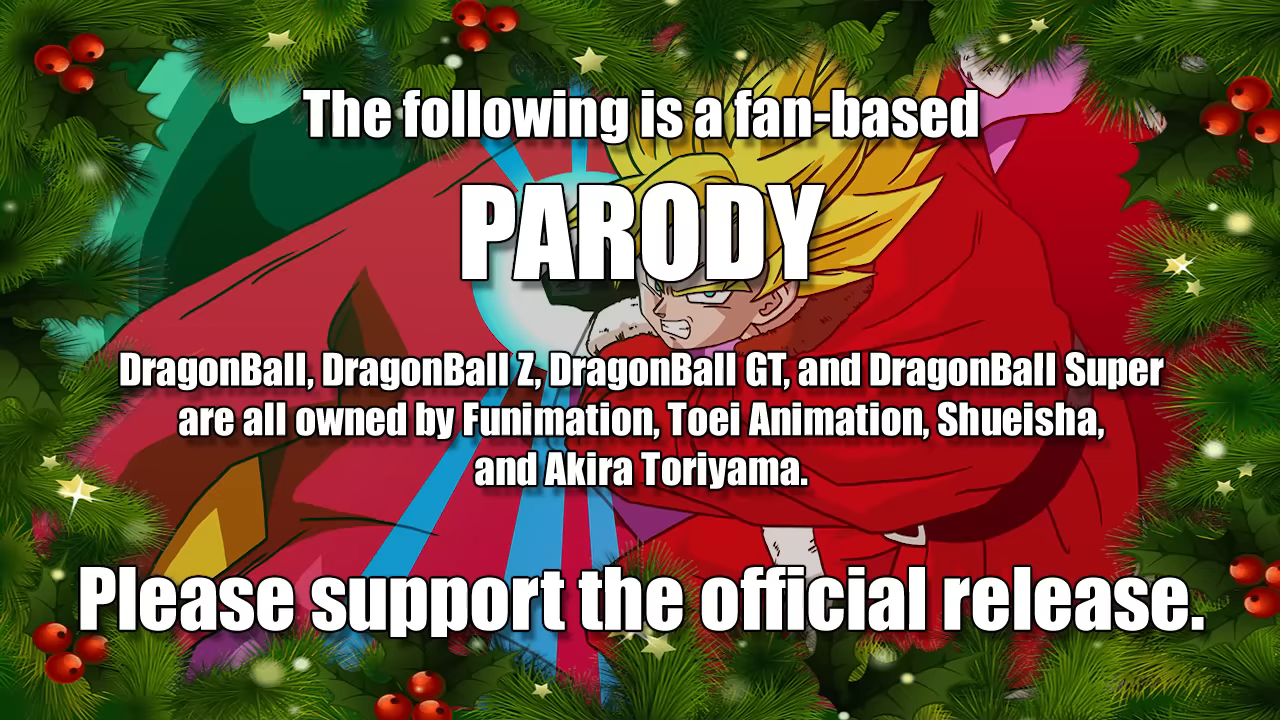 The following is a fan-based
PARODY
DragonBall, DragonBall Z, DragonBall GT, and DragonBall Super
are all owned by Funimation, Toei Animation, Shueisha,
and Akira Toriyama.
Please support the official release.